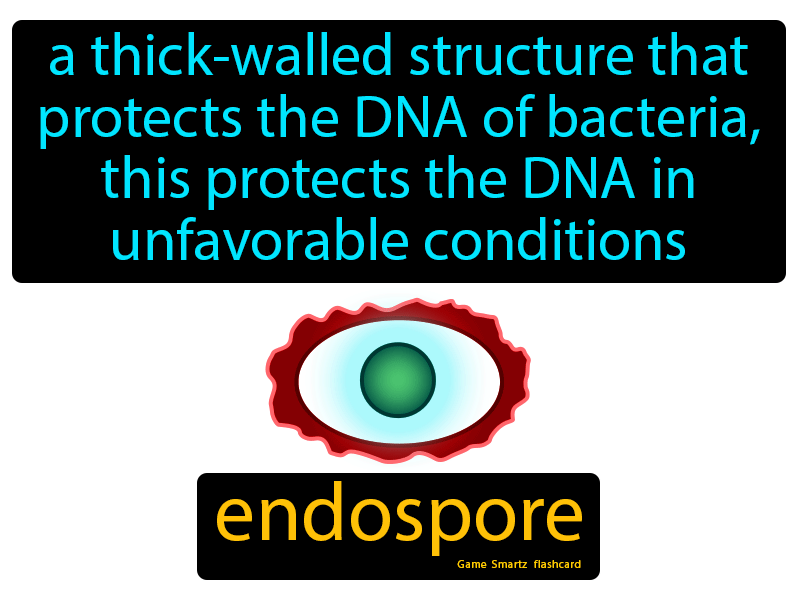 a thick-walled structure that
protects the DNA of bacteria,
this protects the DNA in
unfavorable conditions
endospore
Game Smartz flashcard